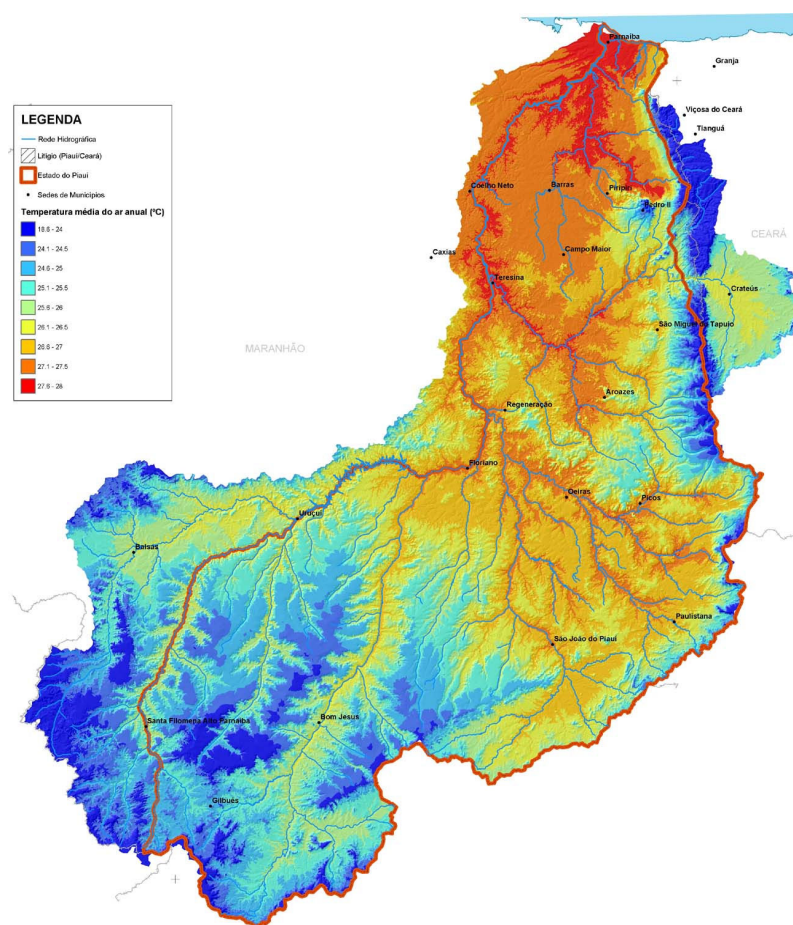 LEGENDA
Rede Hidrográfica
Litígio (Piauí/Ceará)
Estado do Piauí
Sedes de Municípios
Temperatura média do ar anual (ºC)
18.6 - 24
24.1 - 24.5
24.6 - 25
25.1 - 25.5
25.6 - 26
26.1 - 26.5
26.6 - 27
27.1 - 27.5
27.6 - 28
Parnaíba
Granja
Viçosa do Ceará
Tianguá
Coelho Neto
Barras
Piripiri
Pedro II
CEARÁ
Caxias
Campo Maior
Teresina
Crateús
São Miguel do Tapuio
MARANHÃO
Aroazes
Regeneração
Floriano
Oeiras
Picos
Uruçuí
Balsas
Paulistana
São João do Piauí
Santa Filomena Alto Parnaíba
Bom Jesus
Gilbués